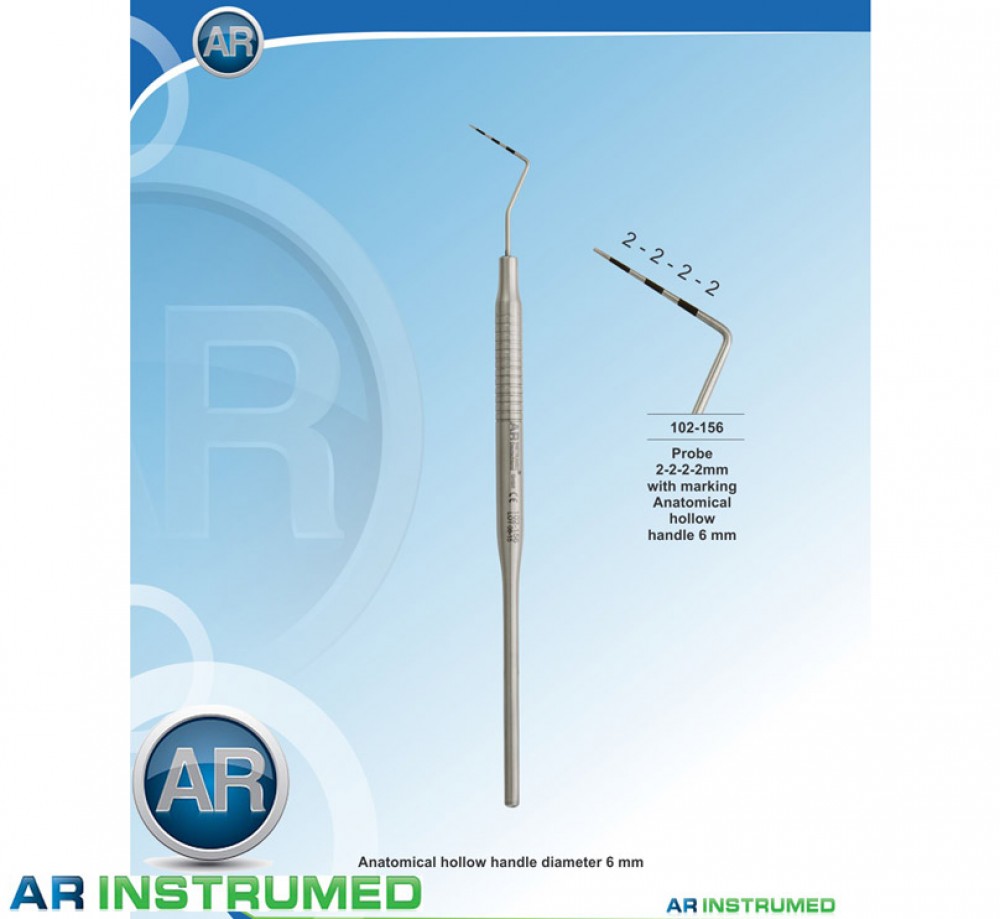 AR
2 - 2 - 2 - 2
102-156
Probe
2-2-2-2mm
with marking
Anatomical
hollow
handle 6 mm
AR
AR
Anatomical hollow handle diameter 6 mm
AR INSTRUMED
AR INSTRUMED